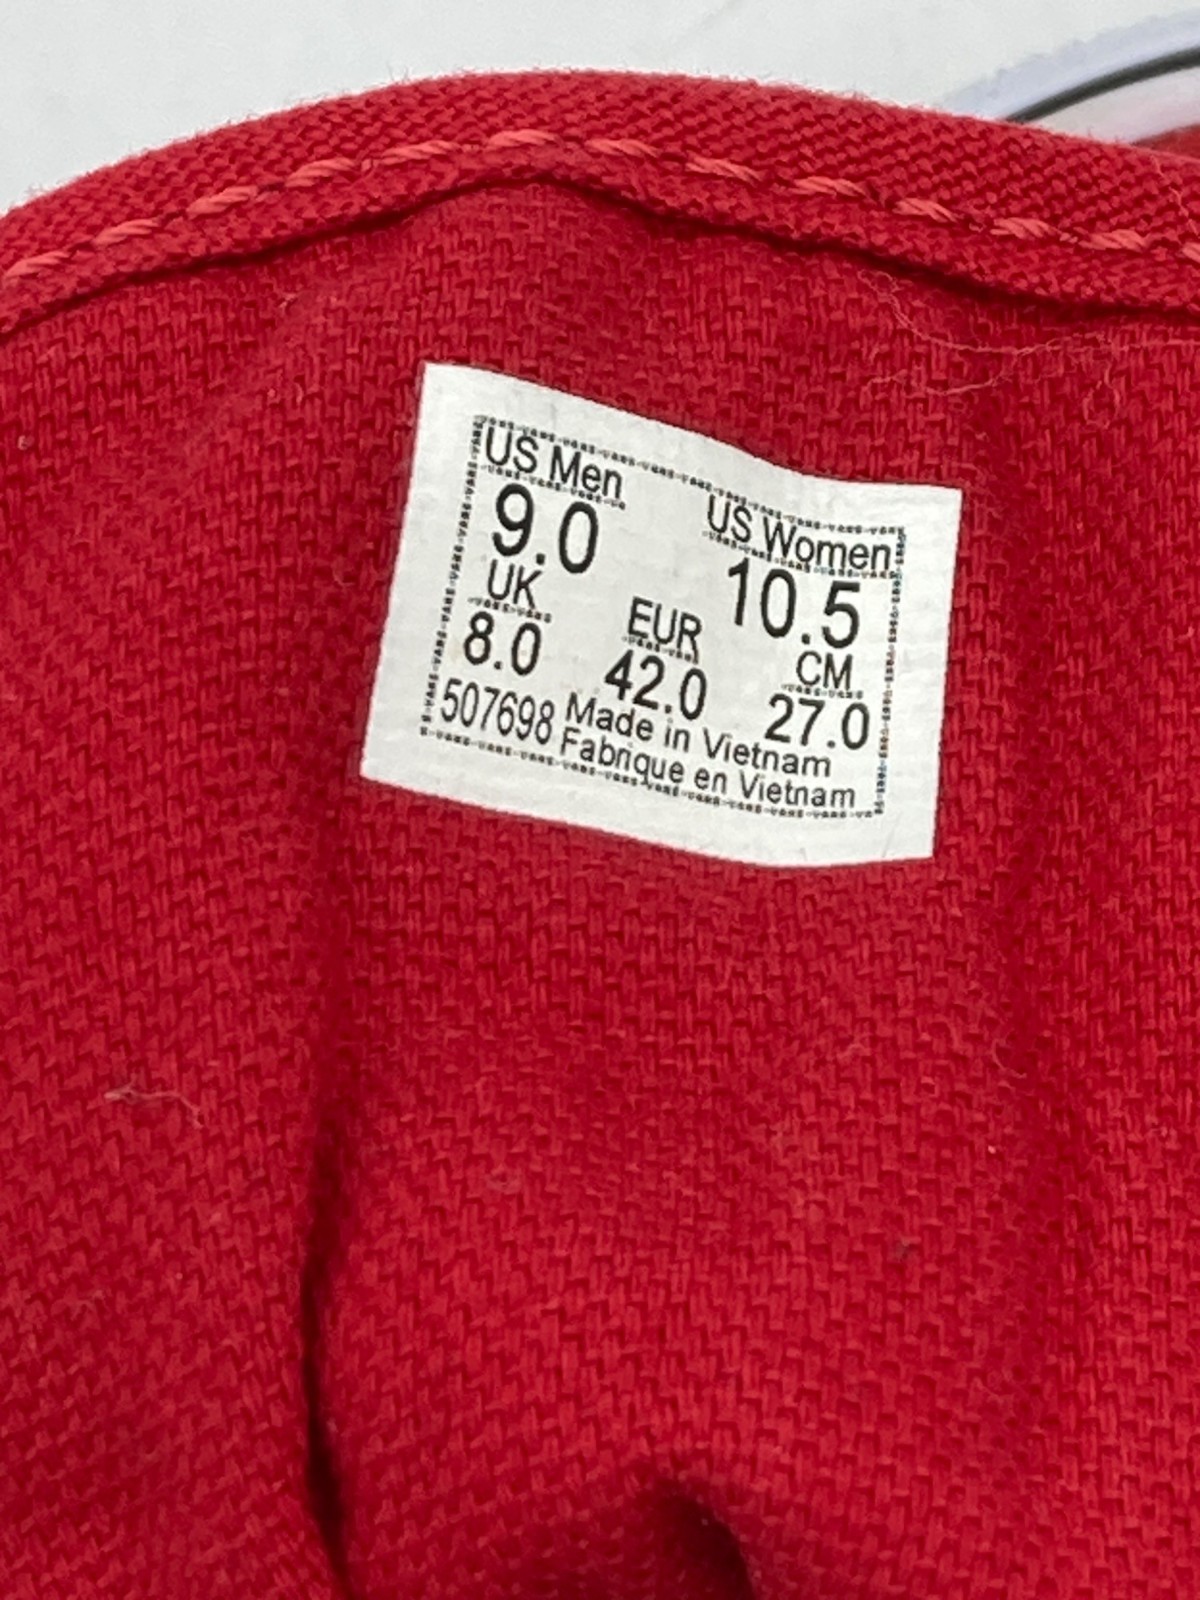 US Men
US Women
9.0
10.5
UK
EUR
CM
8.0
42.0
27.0
507698
Made in Vietnam
Fabrique en Vietnam